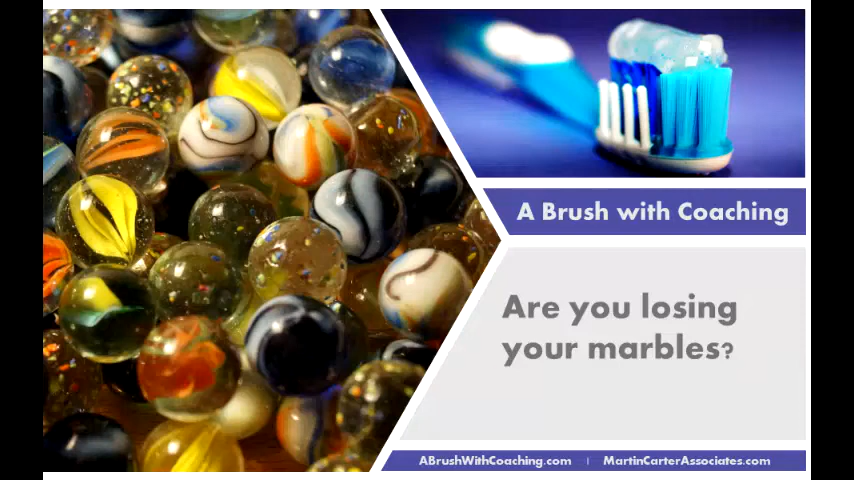 A Brush with Coaching
Are you losing
your marbles?
ABrushWithCoaching.com | MartinCarterAssociates.com